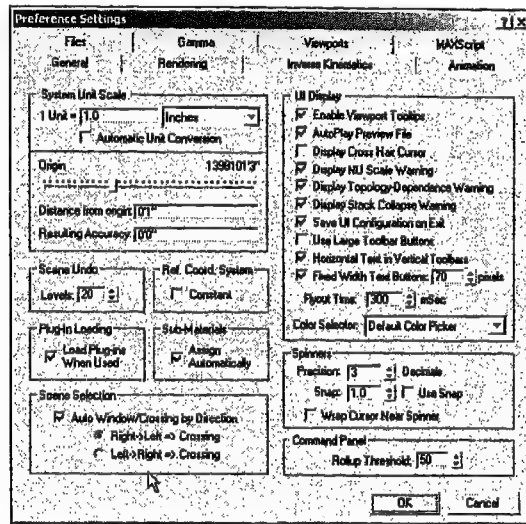 Preference Settings
? X
Files Gamma Viewports MAXScript
General Rendering Inverse Kinematics Animation
System Unit Scale
1 Unit = 1.0 Inches
Automatic Unit Conversion
Origin 1398101'3"
Distance from origin: 0'1"
Resulting Accuracy: 0'0"
Scene Undo
Levels: 20
Ref. Coord. System
Constant
Plug-In Loading
Load Plug-ins
When Used
Sub-Materials
Assign
Automatically
Scene Selection
Auto Window/Crossing by Direction
Right->Left => Crossing
Left->Right => Crossing
UI Display
Enable Viewport Tooltips
AutoPlay Preview File
Display Cross Hair Cursor
Display NU Scale Warning
Display Topology-Dependence Warning
Display Stack Collapse Warning
Save UI Configuration on Exit
Use Large Toolbar Buttons
Horizontal Text in Vertical Toolbars
Fixed Width Text Buttons: 70 pixels
Flyout Time: 300 mSec
Color Selector: Default Color Picker
Spinners
Precision: 3 Decimals
Snap: 1.0 Use Snap
Wrap Cursor Near Spinner
Command Panel
Rollup Threshold: 50
OK Cancel